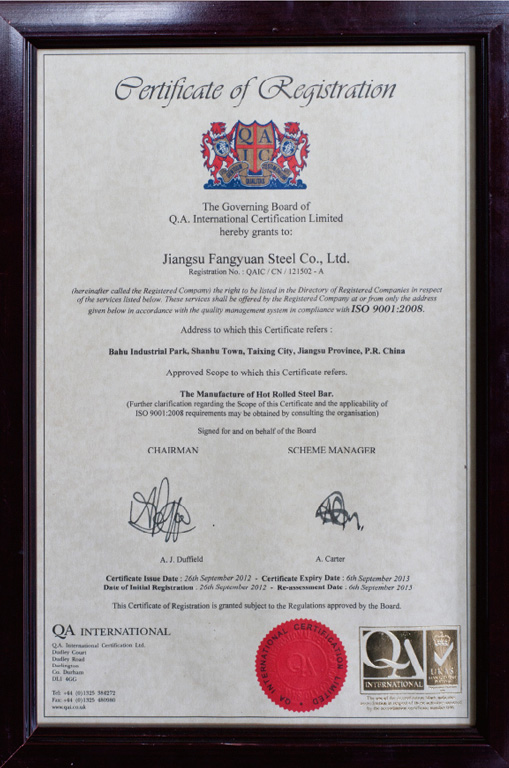 Certificate of Registration
QAIC
The Governing Board of
Q.A. International Certification Limited
hereby grants to:
Jiangsu Fangyuan Steel Co., Ltd.
Registration No. : QAIC / CN / 121502 - A
(hereinafter called the Registered Company) the right to be listed in the Directory of Registered Companies in respect
of the services listed below. These services shall be offered by the Registered Company at or from only the address
given below in accordance with the quality management system in compliance with ISO 9001:2008.
Address to which this Certificate refers :
Bahu Industrial Park, Shanhu Town, Taixing City, Jiangsu Province, P.R. China
Approved Scope to which this Certificate refers.
The Manufacture of Hot Rolled Steel Bar.
(Further clarification regarding the Scope of this Certificate and the applicability of
ISO 9001:2008 requirements may be obtained by consulting the organisation)
Signed for and on behalf of the Board
CHAIRMAN SCHEME MANAGER
A. J. Duffield A. Carter
Certificate Issue Date : 26th September 2012 - Certificate Expiry Date : 6th September 2013
Date of Initial Registration : 26th September 2012 - Re-assessment Date : 6th September 2013
This Certificate of Registration is granted subject to the Regulations approved by the Board.
QA INTERNATIONAL
Q.A. International Certification Ltd.
Dudley Court
Dudley Road
Darlington
Co. Durham
DL1 4GG
Tel: +44 (0)1325
Fax: +44 (0)1325
www.qai.co.uk
QA INTERNATIONAL CERTIFICATION LIMITED
QA
QA
INTERNATIONAL
UKAS